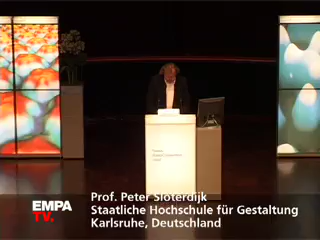 Prof. Peter Sloterdijk
Staatliche Hochschule für Gestaltung
Karlsruhe, Deutschland
EMPA
TV.